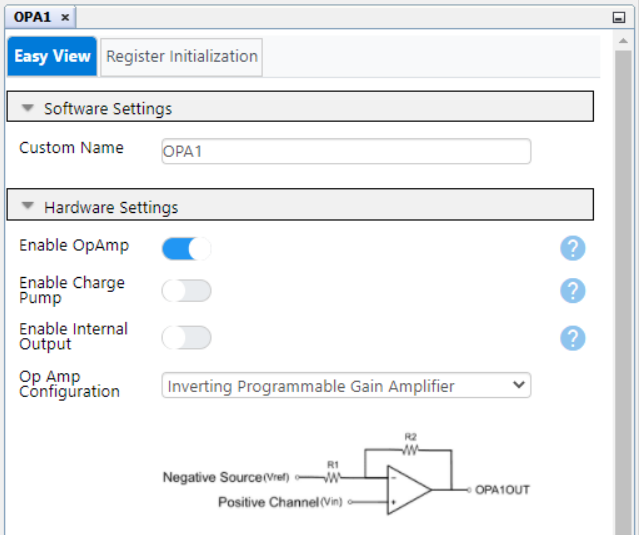 OPA1 ×
Easy View Register Initialization
Software Settings
Custom Name OPA1
Hardware Settings
Enable OpAmp ?
Enable Charge
Pump ?
Enable Internal
Output ?
Op Amp
Configuration Inverting Programmable Gain Amplifier
R2
R1
Negative Source(Vref) -
Positive Channel(Vin) +
OPA1OUT